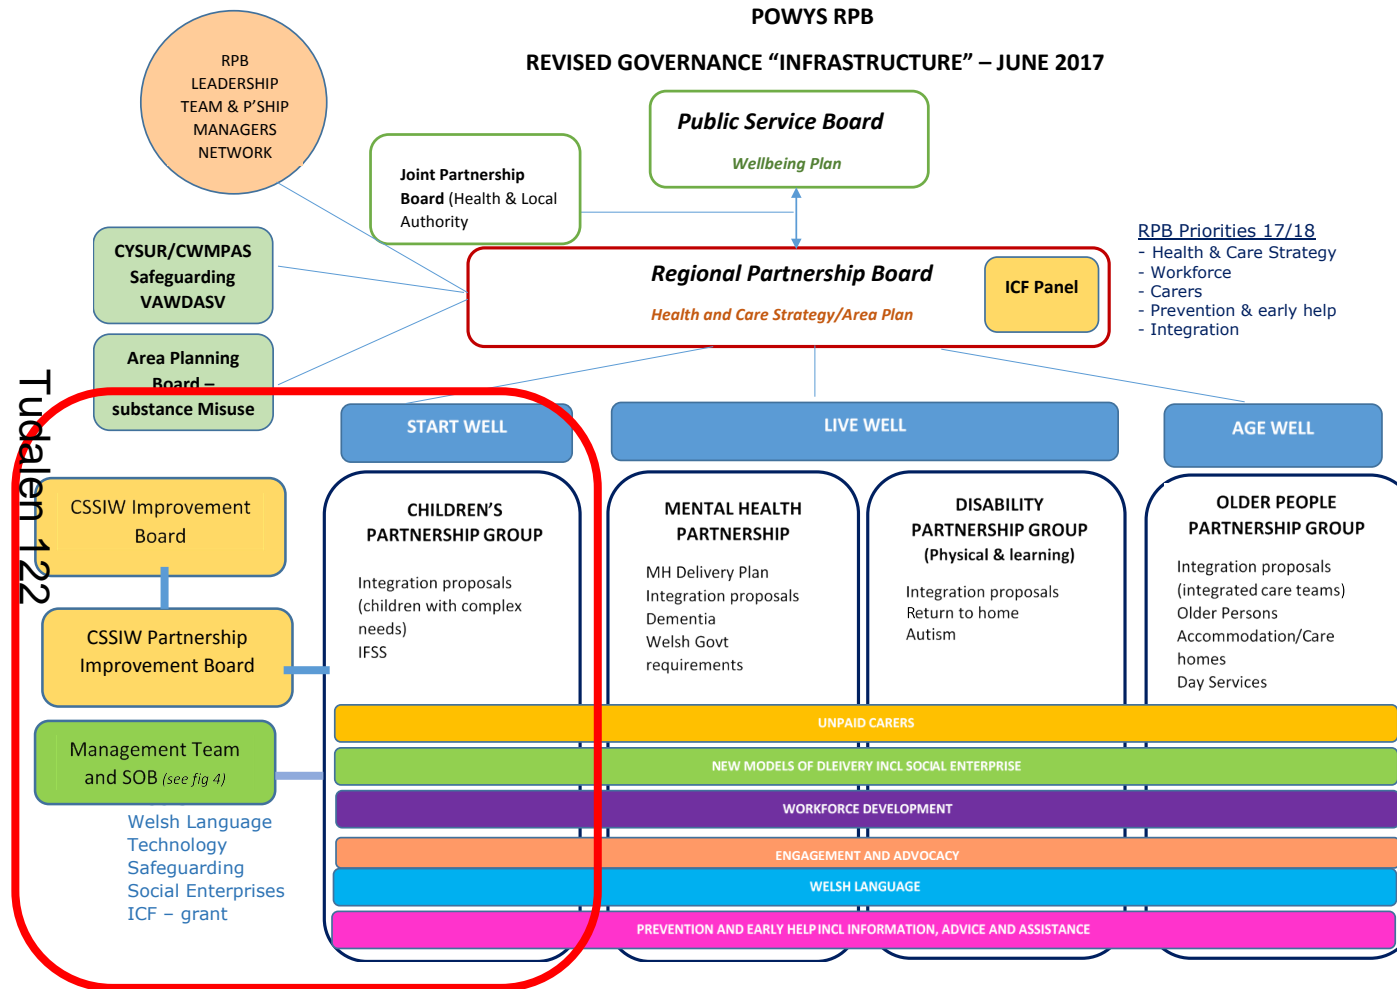 POWYS RPB
REVISED GOVERNANCE “INFRASTRUCTURE” – JUNE 2017
RPB
LEADERSHIP
TEAM & P’SHIP
MANAGERS
NETWORK
Public Service Board
Wellbeing Plan
Joint Partnership
Board (Health & Local
Authority
CYSUR/CWMPAS
Safeguarding
VAWDASV
Regional Partnership Board
Health and Care Strategy/Area Plan
ICF Panel
RPB Priorities 17/18
- Health & Care Strategy
- Workforce
- Carers
- Prevention & early help
- Integration
Area Planning
Board –
substance Misuse
Tudalen 122
START WELL
LIVE WELL
AGE WELL
CSSIW Improvement
Board
CSSIW Partnership
Improvement Board
Management Team
and SOB (see fig 4)
Welsh Language
Technology
Safeguarding
Social Enterprises
ICF – grant
CHILDREN’S
PARTNERSHIP GROUP
Integration proposals
(children with complex
needs)
IFSS
MENTAL HEALTH
PARTNERSHIP
MH Delivery Plan
Integration proposals
Dementia
Welsh Govt
requirements
DISABILITY
PARTNERSHIP GROUP
(Physical & learning)
Integration proposals
Return to home
Autism
OLDER PEOPLE
PARTNERSHIP GROUP
Integration proposals
(integrated care teams)
Older Persons
Accommodation/Care
homes
Day Services
UNPAID CARERS
NEW MODELS OF DLEIVERY INCL SOCIAL ENTERPRISE
WORKFORCE DEVELOPMENT
ENGAGEMENT AND ADVOCACY
WELSH LANGUAGE
PREVENTION AND EARLY HELP INCL INFORMATION, ADVICE AND ASSISTANCE